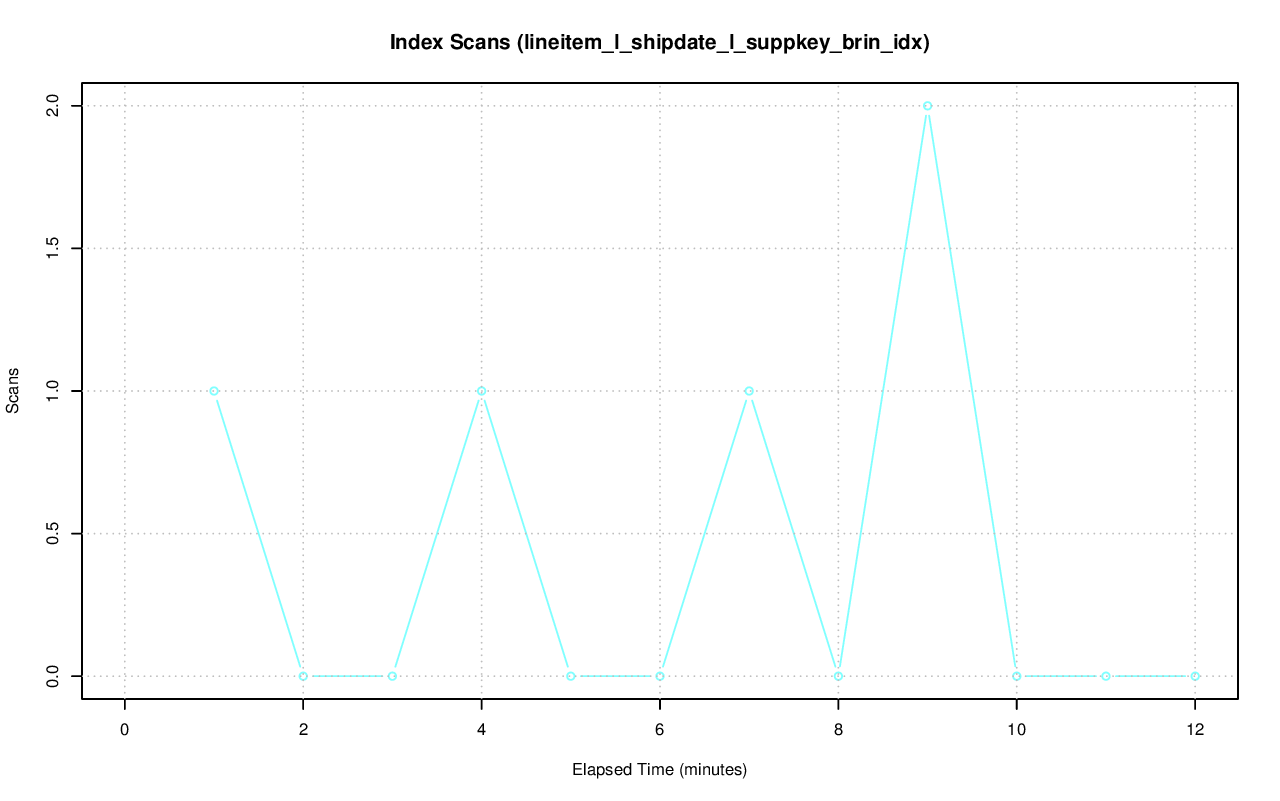 Index Scans (lineitem_l_shipdate_l_suppkey_brin_idx)
2.0
1.5
1.0
0.5
0.0
Scans
0 2 4 6 8 10 12
Elapsed Time (minutes)